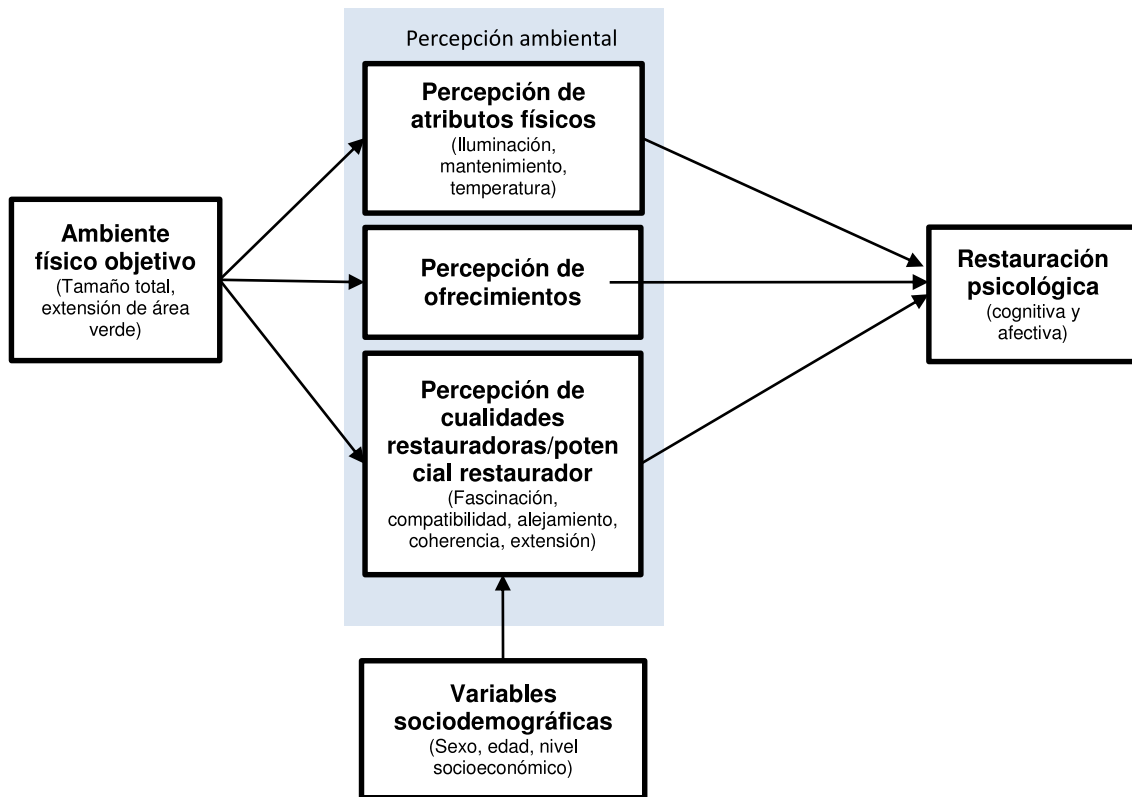 Percepción ambiental
Percepción de
atributos físicos
(Iluminación,
mantenimiento,
temperatura)
Ambiente
físico objetivo
(Tamaño total,
extensión de área
verde)
Percepción de
ofrecimientos
Restauración
psicológica
(cognitiva y
afectiva)
Percepción de
cualidades
restauradoras/poten
cial restaurador
(Fascinación,
compatibilidad, alejamiento,
coherencia, extensión)
Variables
sociodemográficas
(Sexo, edad, nivel
socioeconómico)